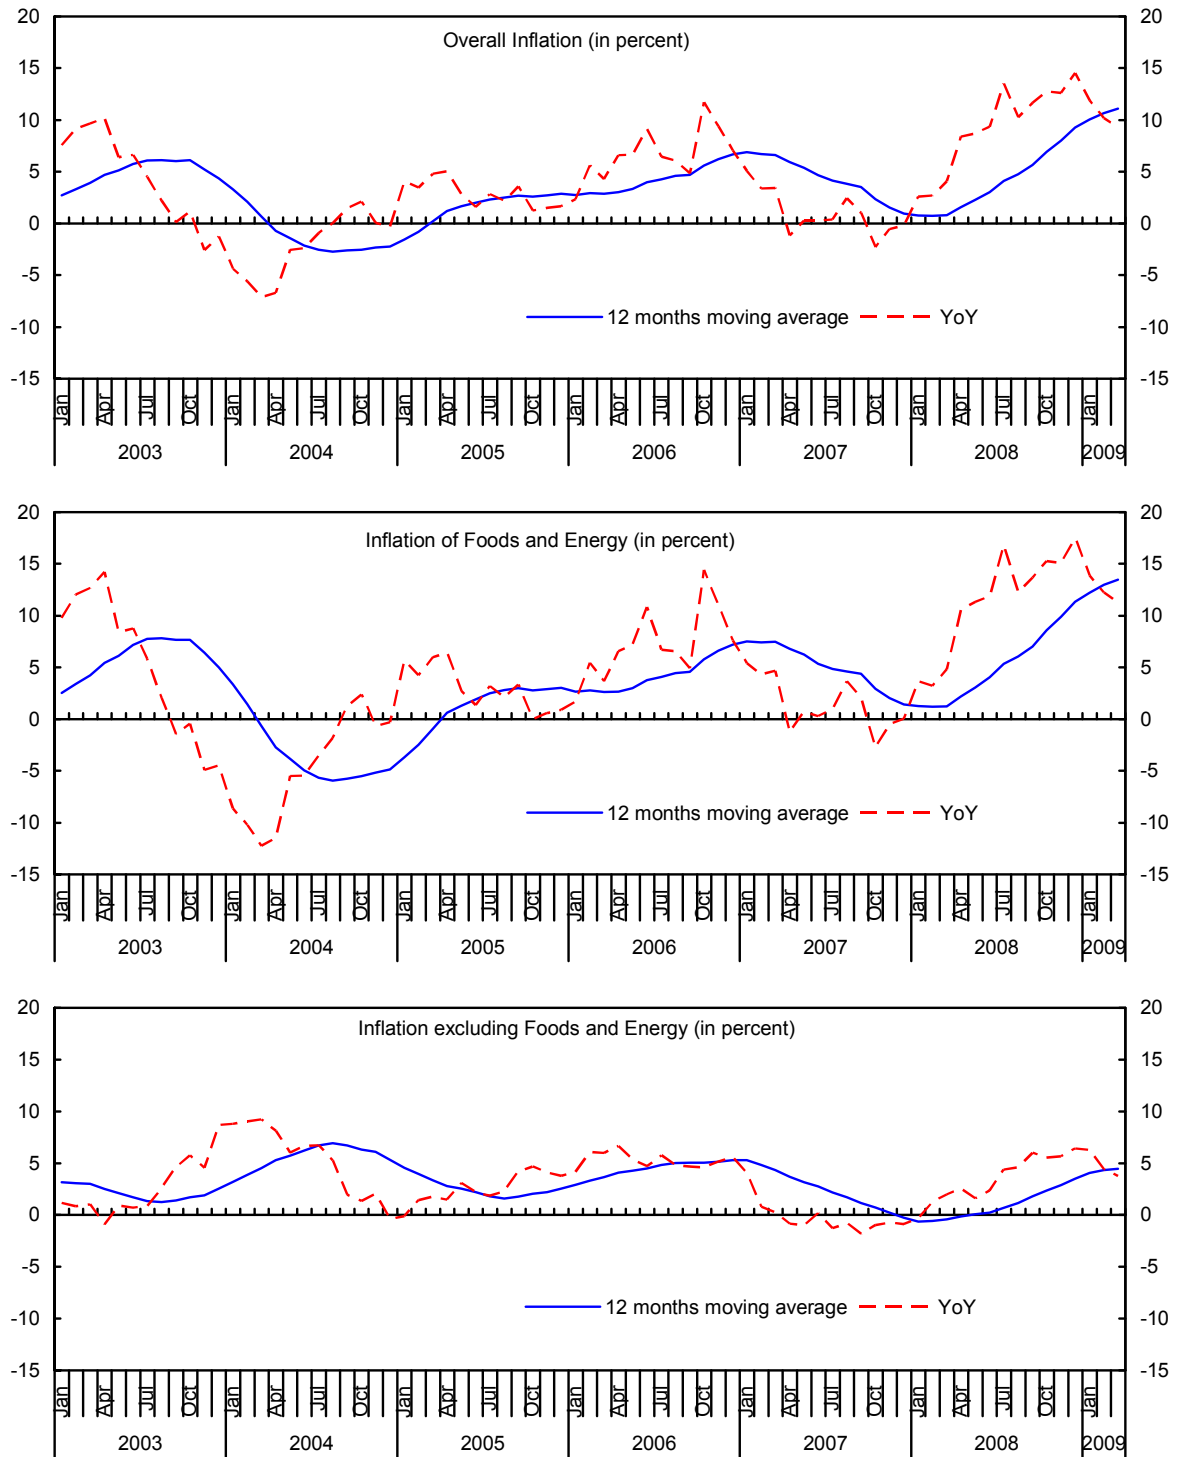 Overall Inflation (in percent)
20 20
15 15
10 10
5 5
0 0
-5 -5
12 months moving average YoY
-10 -10
-15 -15
Jan Apr Jul Oct Jan Apr Jul Oct Jan Apr Jul Oct Jan Apr Jul Oct Jan Apr Jul Oct Jan Apr Jul Oct Jan
2003 2004 2005 2006 2007 2008 2009
20 20
Inflation of Foods and Energy (in percent)
15 15
10 10
5 5
0 0
-5 -5
12 months moving average YoY
-10 -10
-15 -15
Jan Apr Jul Oct Jan Apr Jul Oct Jan Apr Jul Oct Jan Apr Jul Oct Jan Apr Jul Oct Jan Apr Jul Oct Jan
2003 2004 2005 2006 2007 2008 2009
20 20
Inflation excluding Foods and Energy (in percent)
15 15
10 10
5 5
0 0
-5 -5
12 months moving average YoY
-10 -10
-15 -15
Jan Apr Jul Oct Jan Apr Jul Oct Jan Apr Jul Oct Jan Apr Jul Oct Jan Apr Jul Oct Jan Apr Jul Oct Jan
2003 2004 2005 2006 2007 2008 2009